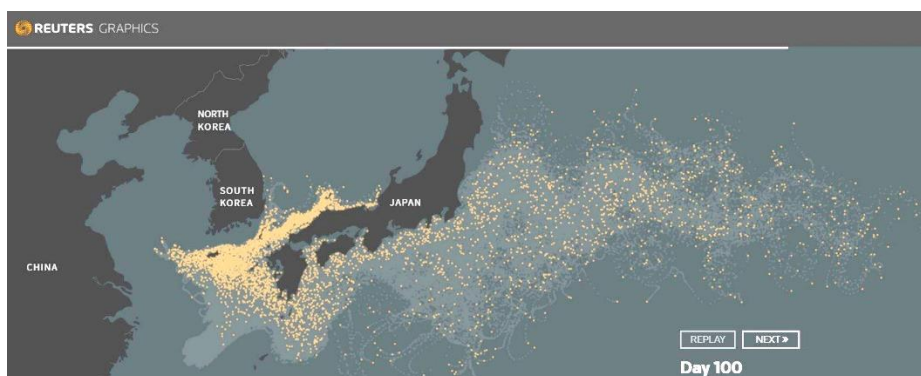 REUTERS GRAPHICS
NORTH
KOREA
SOUTH
KOREA
JAPAN
CHINA
REPLAY
NEXT »
Day 100